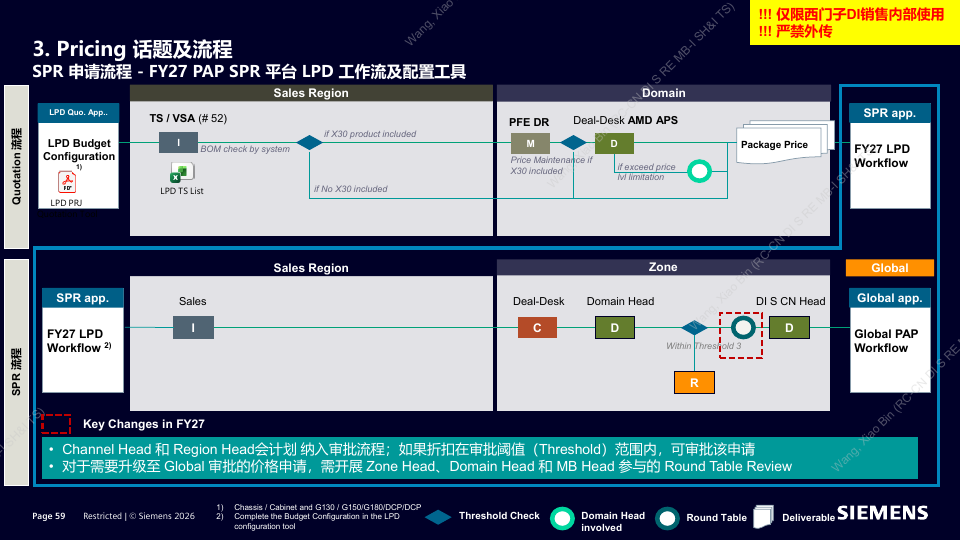 !!! 仅限西门子DI销售内部使用
!!! 严禁外传
3. Pricing 话题及流程
SPR 申请流程 - FY27 PAP SPR 平台 LPD 工作流及配置工具
Quotation 流程
LPD Quo. App..
LPD Budget
Configuration
1)
LPD PRJ
Sales Region
TS / VSA (# 52)
I
BOM check by system
LPD TS List
if X30 product included
if No X30 included
Domain
PFE DR
Deal-Desk AMD APS
M
D
Price Maintenance if
X30 included
if exceed price
lvl limitation
Package Price
SPR app.
FY27 LPD
Workflow
SPR 流程
SPR app.
FY27 LPD
Workflow 2)
Sales Region
Sales
I
Zone
Deal-Desk
Domain Head
DI S CN Head
C
D
D
Within Threshold 3
R
Global
Global app.
Global PAP
Workflow
Key Changes in FY27
• Channel Head 和 Region Head会计划 纳入审批流程；如果折扣在审批阈值（Threshold）范围内，可审批该申请
• 对于需要升级至 Global 审批的价格申请，需开展 Zone Head、Domain Head 和 MB Head 参与的 Round Table Review
Page 59
Restricted | © Siemens 2026
1) Chassis / Cabinet and G130 / G150/G180/DCP/DCP
2) Complete the Budget Configuration in the LPD
configuration tool
Threshold Check
Domain Head
involved
Round Table
Deliverable
SIEMENS
Wang, Xiao Bin (RC-CN DI S RE MB-I SH&I TS)